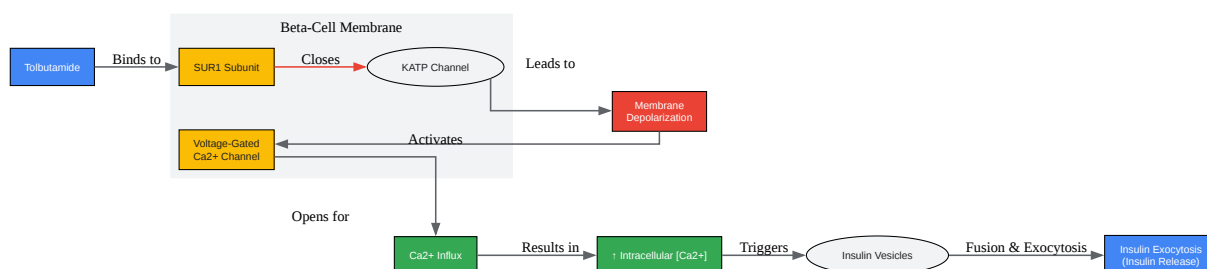 Beta-Cell Membrane
Tolbutamide
Binds to
SUR1 Subunit
Closes
KATP Channel
Leads to
Membrane
Depolarization
Activates
Voltage-Gated
Ca2+ Channel
Opens for
Ca2+ Influx
Results in
↑ Intracellular [Ca2+]
Triggers
Insulin Vesicles
Fusion & Exocytosis
Insulin Exocytosis
(Insulin Release)